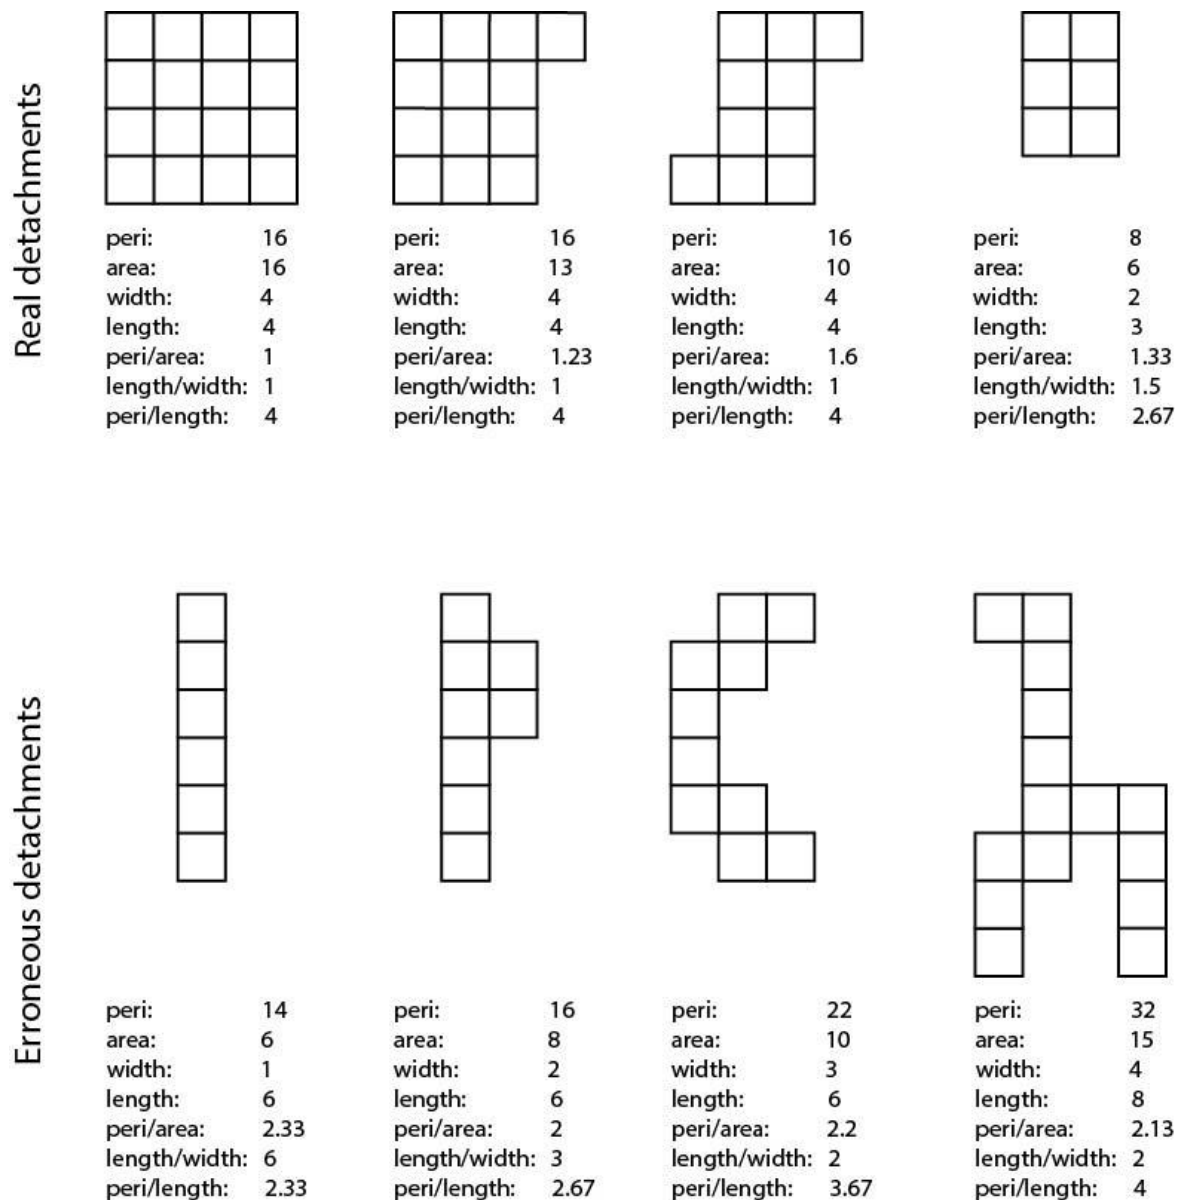 Real detachments
peri: 16
area: 16
width: 4
length: 4
peri/area: 1
length/width: 1
peri/length: 4
peri: 16
area: 13
width: 4
length: 4
peri/area: 1.23
length/width: 1
peri/length: 4
peri: 16
area: 10
width: 4
length: 4
peri/area: 1.6
length/width: 1
peri/length: 4
peri: 8
area: 6
width: 2
length: 3
peri/area: 1.33
length/width: 1.5
peri/length: 2.67
Erroneous detachments
peri: 14
area: 6
width: 1
length: 6
peri/area: 2.33
length/width: 6
peri/length: 2.33
peri: 16
area: 8
width: 2
length: 6
peri/area: 2
length/width: 3
peri/length: 2.67
peri: 22
area: 10
width: 3
length: 6
peri/area: 2.2
length/width: 2
peri/length: 3.67
peri: 32
area: 15
width: 4
length: 8
peri/area: 2.13
length/width: 2
peri/length: 4